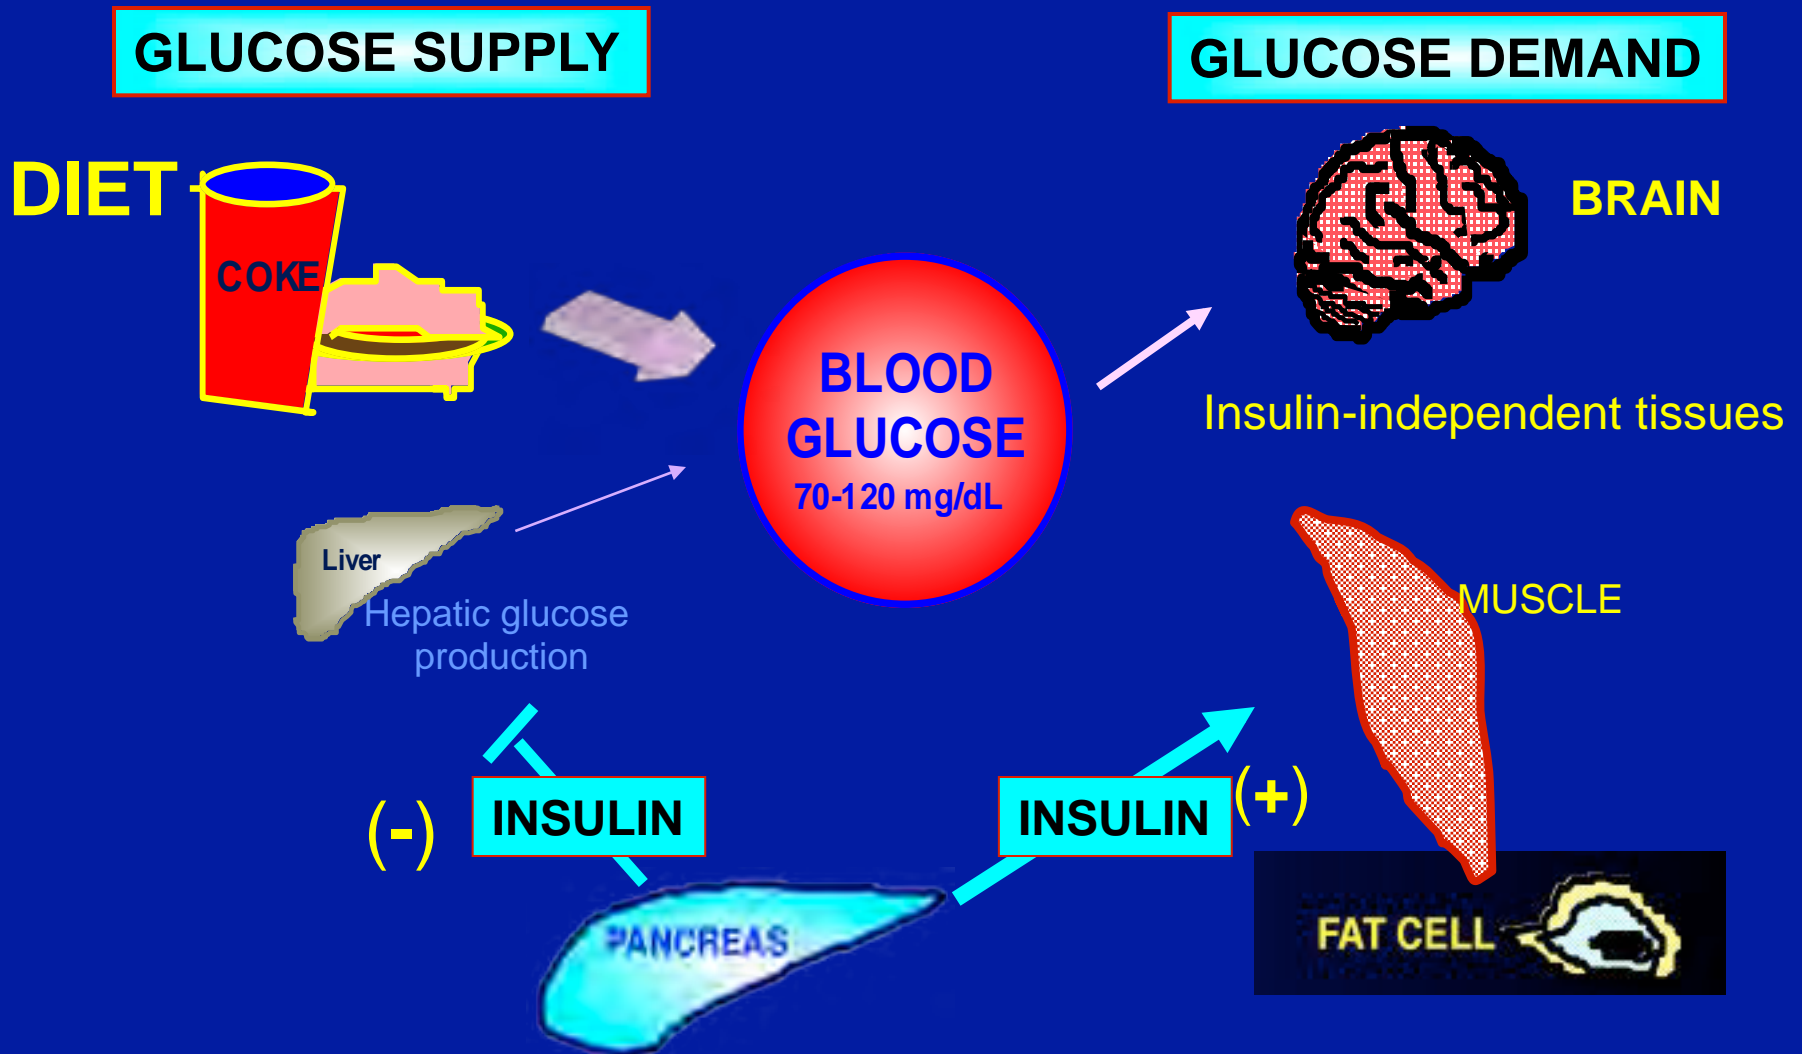 GLUCOSE SUPPLY
GLUCOSE DEMAND
DIET
COKE
BRAIN
BLOOD
GLUCOSE
70-120 mg/dL
Insulin-independent tissues
Liver
Hepatic glucose
production
MUSCLE
(-)
INSULIN
INSULIN
(+)
PANCREAS
FAT CELL